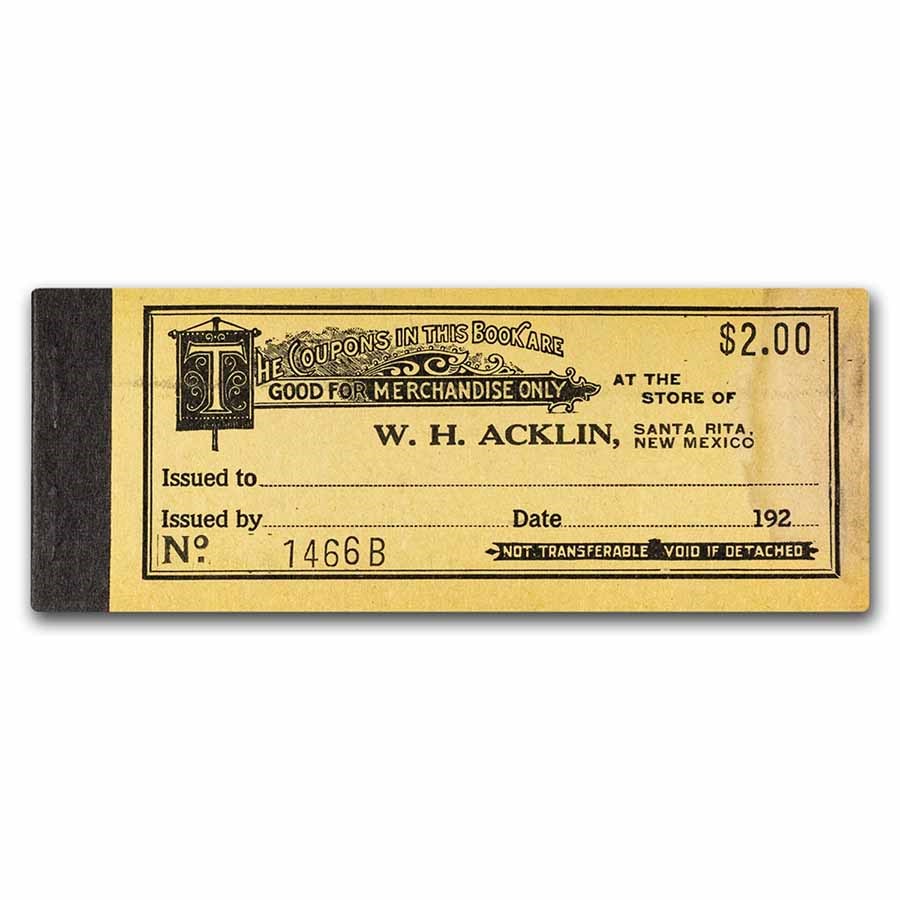 THE COUPONS IN THIS BOOK ARE
GOOD FOR MERCHANDISE ONLY
$2.00
AT THE
STORE OF
W. H. ACKLIN, SANTA RITA,
NEW MEXICO
Issued to
Issued by Date 192
Nº 1466B
NOT TRANSFERABLE VOID IF DETACHED